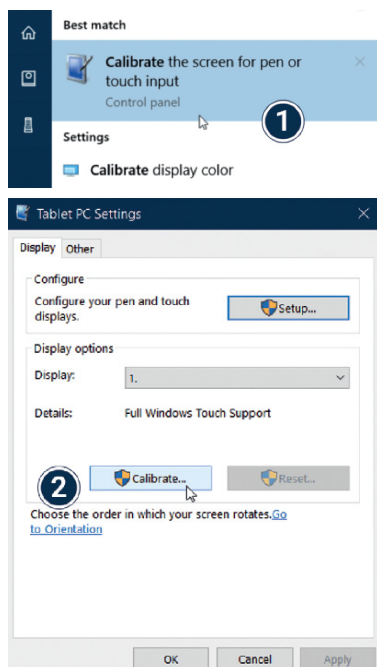 Best match
Calibrate the screen for pen or
touch input
Control panel
1
Settings
Calibrate display color
Tablet PC Settings
Display Other
Configure
Configure your pen and touch
displays.
Setup...
Display options
Display:
1.
Details:
Full Windows Touch Support
2
Calibrate...
Reset...
Choose the order in which your screen rotates.Go
to Orientation
OK
Cancel
Apply